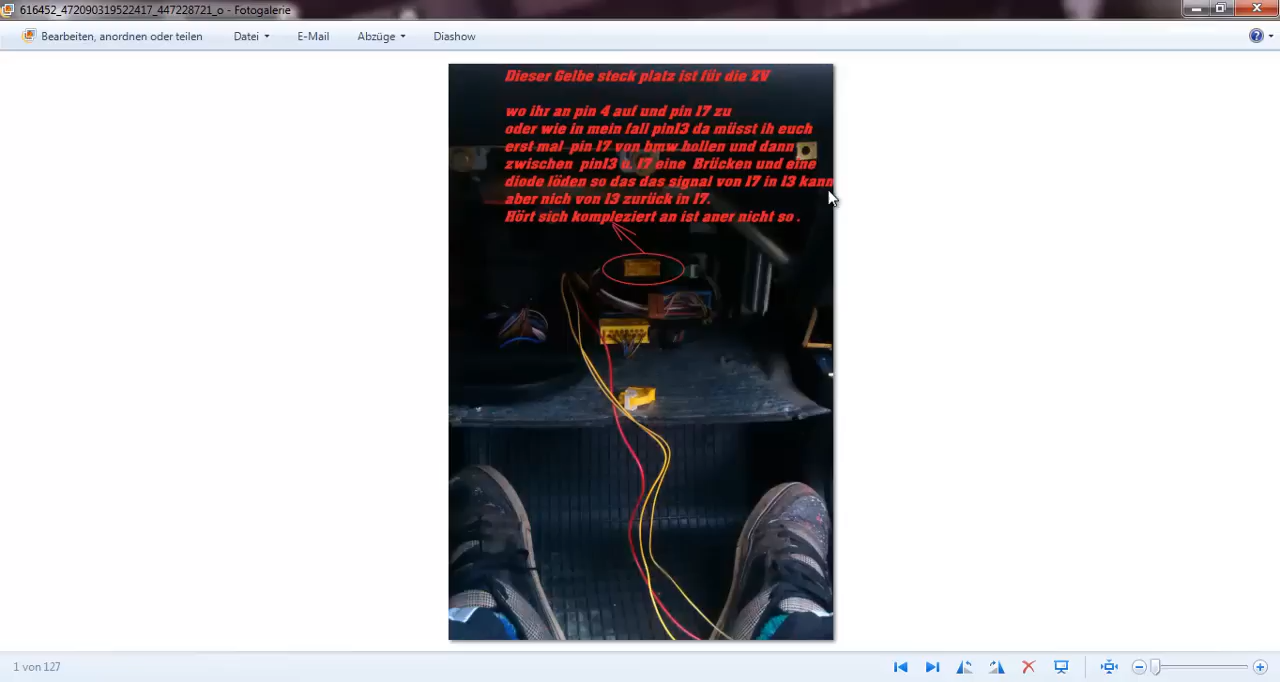 616452_472090319522417_447228721_o - Fotogalerie
Bearbeiten, anordnen oder teilen Datei E-Mail Abzüge Diashow
Dieser Gelbe steck platz ist für die ZV
wo ihr an pin 4 auf und pin 17 zu
oder wie in mein fall pin13 da müsst ih euch
erst mal pin 17 von bmw hollen und dann
zwischen pin13 u. 17 eine Brücken und eine
diode löden so das das signal von 17 in 13 kann
aber nich von 13 zurück in 17.
Hört sich kompleziert an ist aner nicht so .
1 von 127